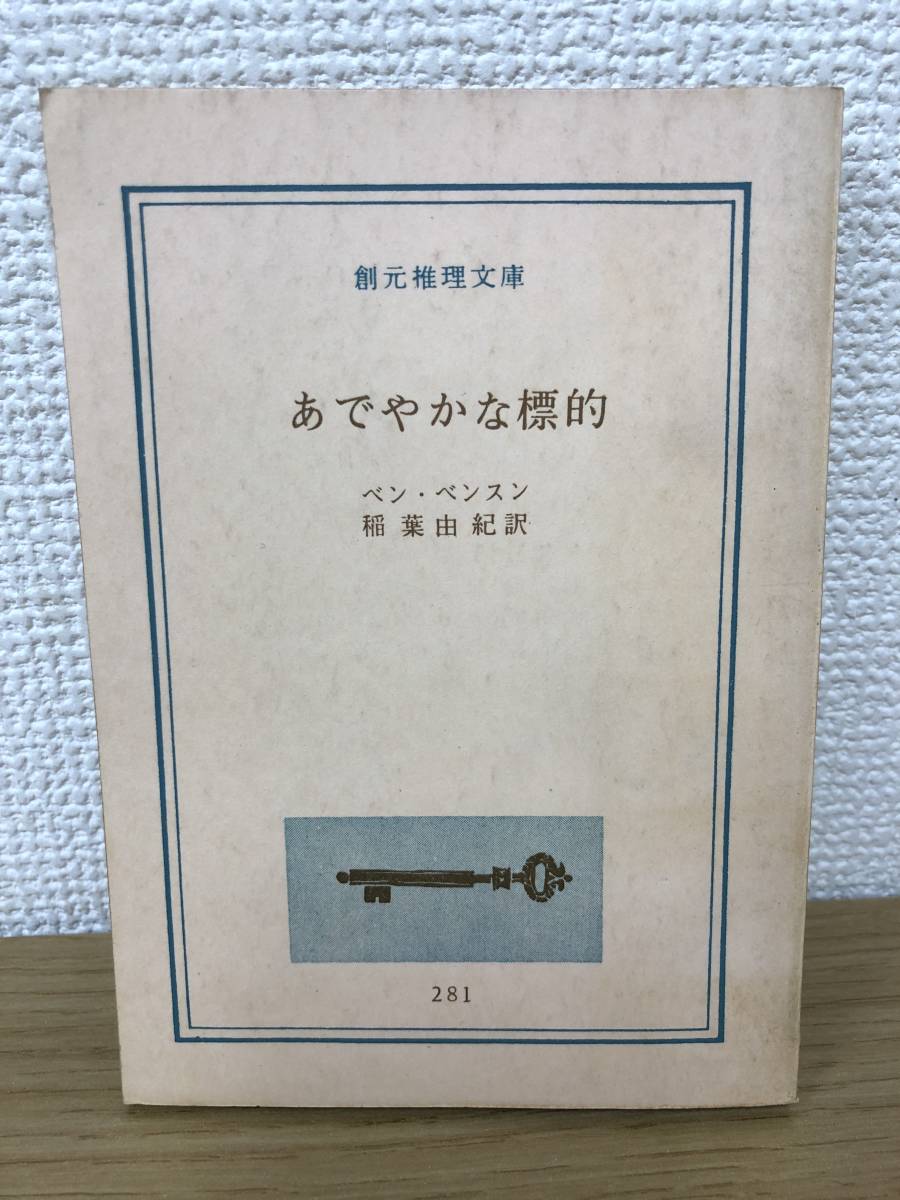 創元推理文庫
あでやかな標的
ベン・ベンスン
稲葉由紀訳
281